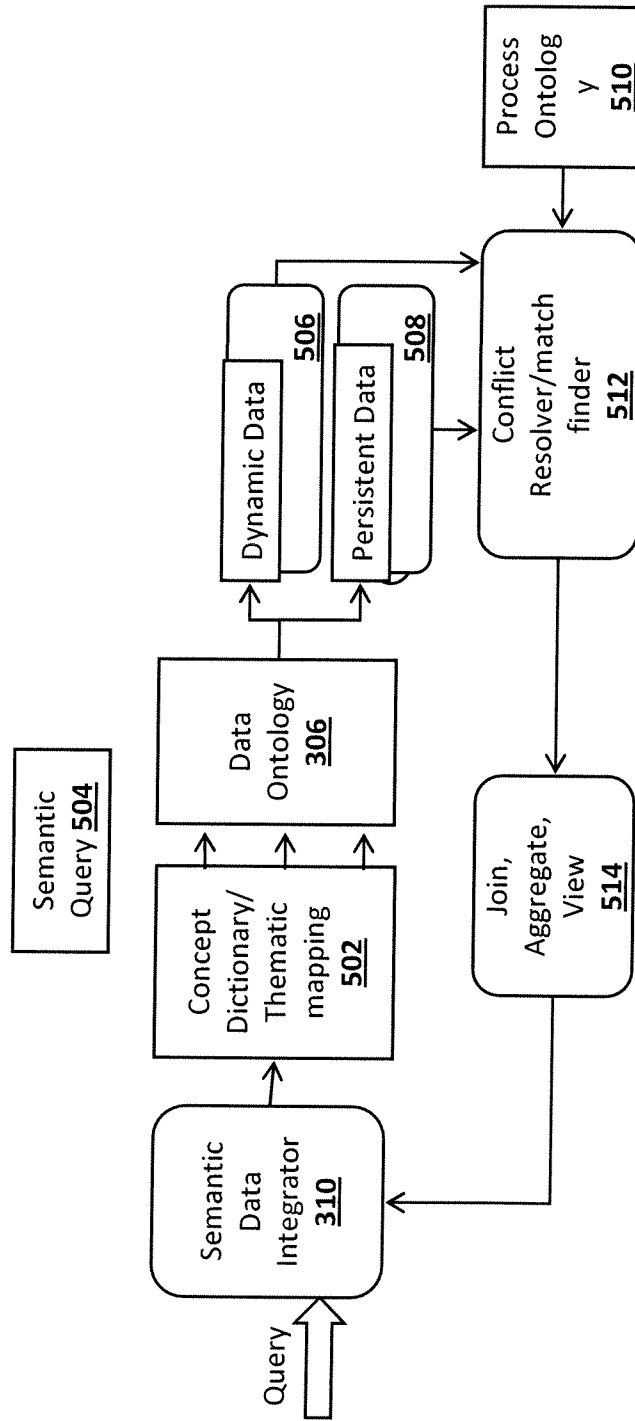 Semantic
Query 504
Query
Semantic
Data
Integrator
310
Concept
Dictionary/
Thematic
mapping
502
Data
Ontology
306
Dynamic Data
506
Persistent Data
508
Process
Ontolog
y
510
Conflict
Resolver/match
finder
512
Join,
Aggregate,
View
514